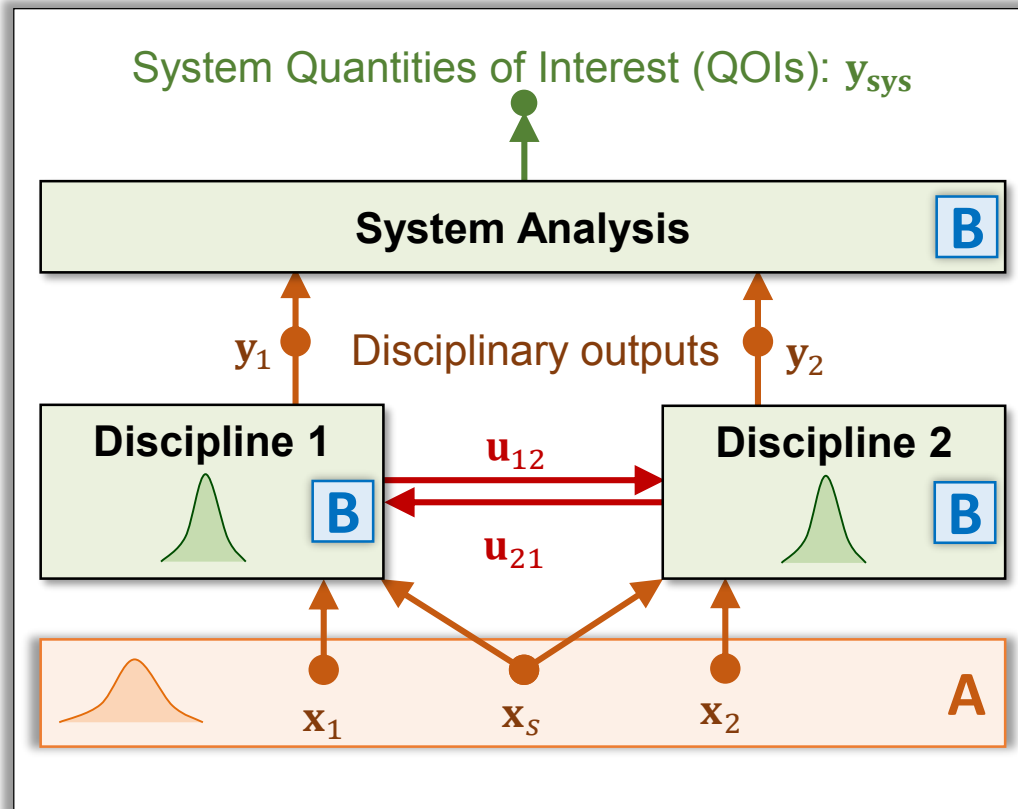 System Quantities of Interest (QOIs): 𝐲ₛᵧₛ
System Analysis
B
𝐲₁
Disciplinary outputs
𝐲₂
Discipline 1
B
𝐮₁₂
𝐮₂₁
Discipline 2
B
𝐱₁
𝐱ₛ
𝐱₂
A